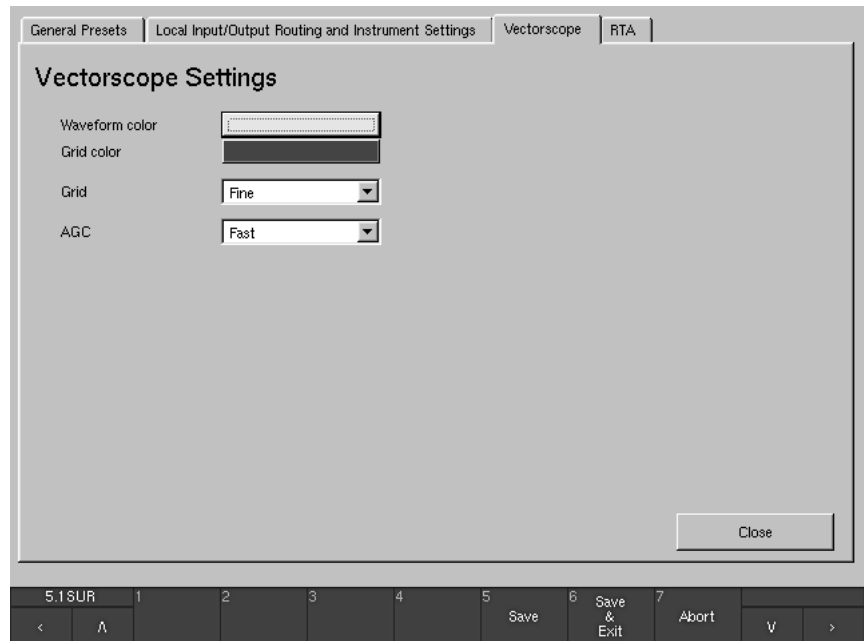 General Presets Local Input/Output Routing and Instrument Settings Vectorscope RTA
Vectorscope Settings
Waveform color
Grid color
Grid Fine
AGC Fast
Close
5.1SUR 1 2 3 4 5 Save 6 Save & Exit 7 Abort
< Λ V >